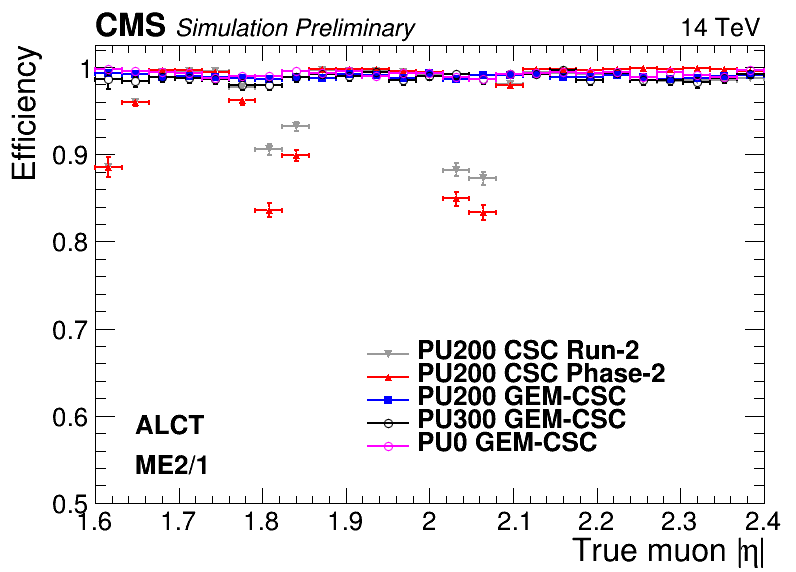 CMS Simulation Preliminary 14 TeV
Efficiency
1
0.9
0.8
0.7
0.6
0.5
PU200 CSC Run-2
PU200 CSC Phase-2
PU200 GEM-CSC
PU300 GEM-CSC
PU0 GEM-CSC
ALCT
ME2/1
1.6 1.7 1.8 1.9 2 2.1 2.2 2.3 2.4
True muon |η|